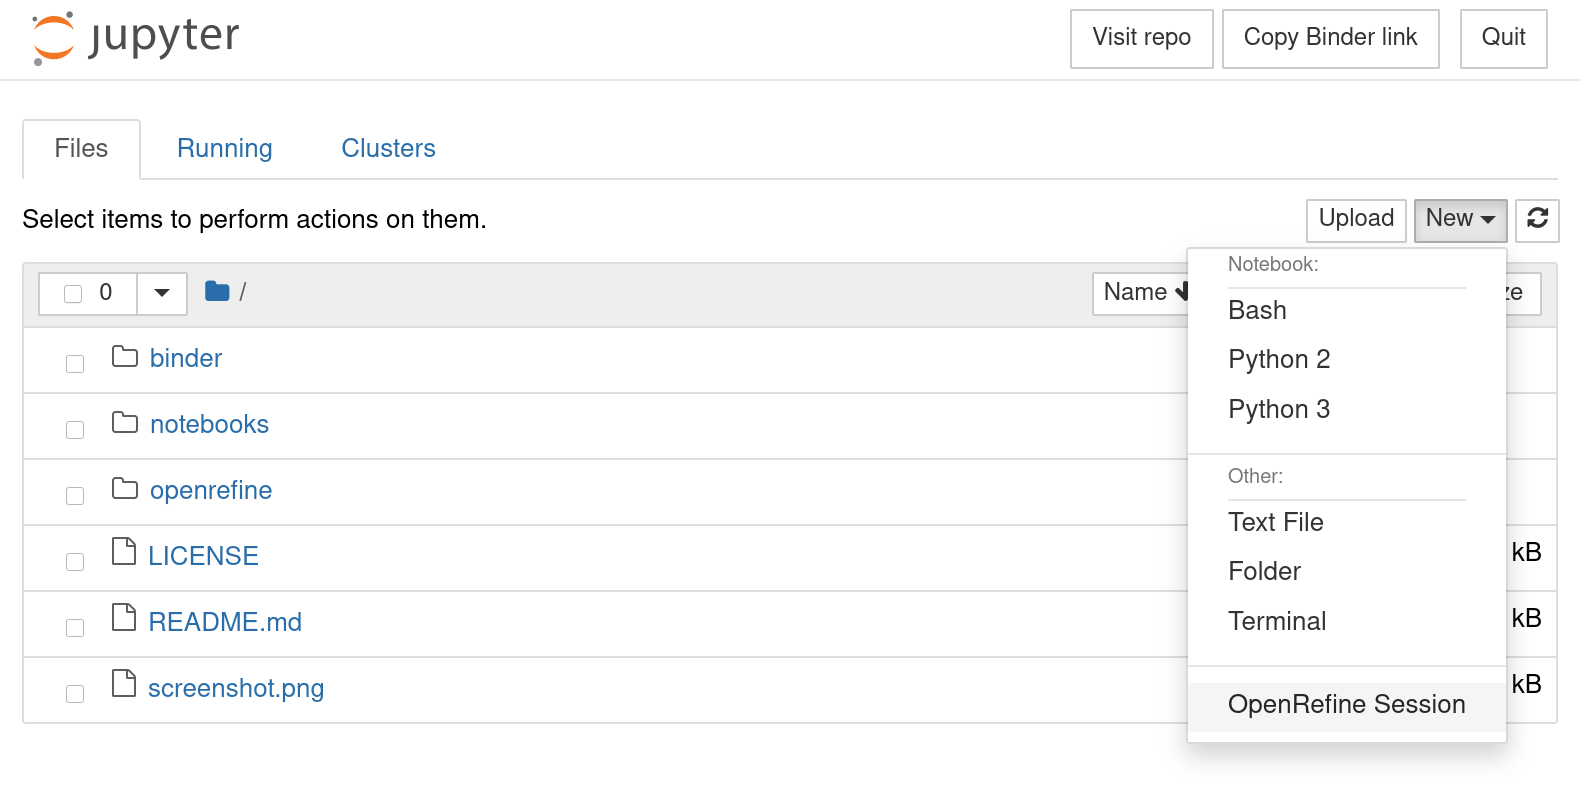 jupyter
Visit repo Copy Binder link Quit
Files Running Clusters
Select items to perform actions on them.
Upload New
0 /
Name
Notebook:
Bash
Python 2
Python 3
Other:
Text File
Folder
Terminal
OpenRefine Session
binder
notebooks
openrefine
LICENSE kB
README.md kB
screenshot.png kB